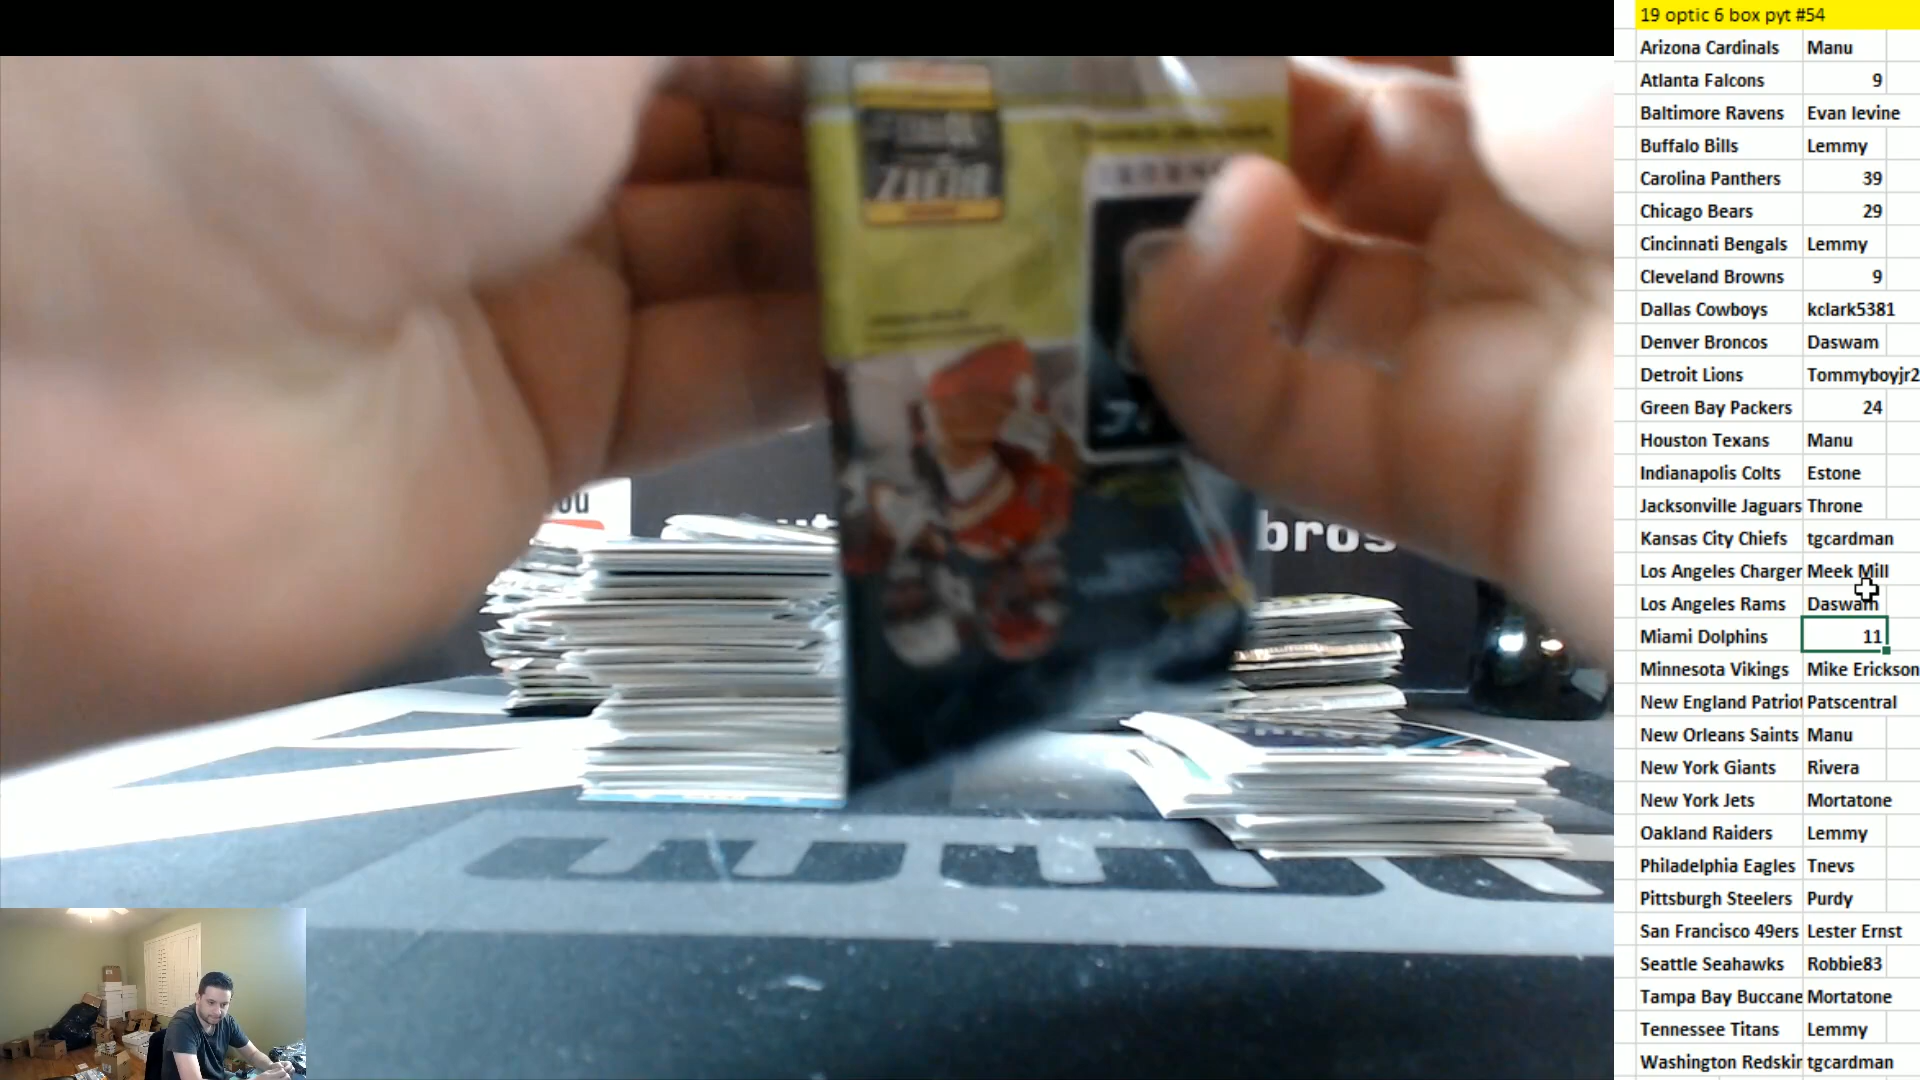 19 optic 6 box pyt #54
Arizona Cardinals Manu
Atlanta Falcons 9
Baltimore Ravens Evan levine
Buffalo Bills Lemmy
Carolina Panthers 39
Chicago Bears 29
Cincinnati Bengals Lemmy
Cleveland Browns 9
Dallas Cowboys kclark5381
Denver Broncos Daswam
Detroit Lions Tommyboyjr2
Green Bay Packers 24
Houston Texans Manu
Indianapolis Colts Estone
Jacksonville Jaguars Throne
Kansas City Chiefs tgcardman
Los Angeles Charger Meek Mill
Los Angeles Rams Daswam
Miami Dolphins 11
Minnesota Vikings Mike Erickson
New England Patriot Patscentral
New Orleans Saints Manu
New York Giants Rivera
New York Jets Mortatone
Oakland Raiders Lemmy
Philadelphia Eagles Tnevs
Pittsburgh Steelers Purdy
San Francisco 49ers Lester Ernst
Seattle Seahawks Robbie83
Tampa Bay Buccane Mortatone
Tennessee Titans Lemmy
Washington Redskin tgcardman
bros